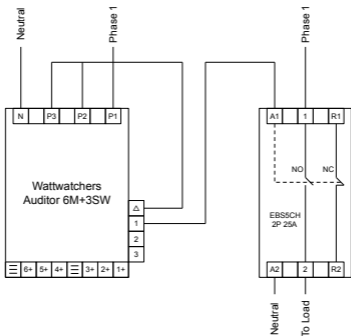 Neutral
Phase 1
Phase 1
N P3 P2 P1
A1 1 R1
Wattwatchers
Auditor 6M+3SW
NO NC
Δ
1
2
3
EBS5CH
2P 25A
6+ 5+ 4+ 3+ 2+ 1+
A2 2 R2
Neutral
To Load